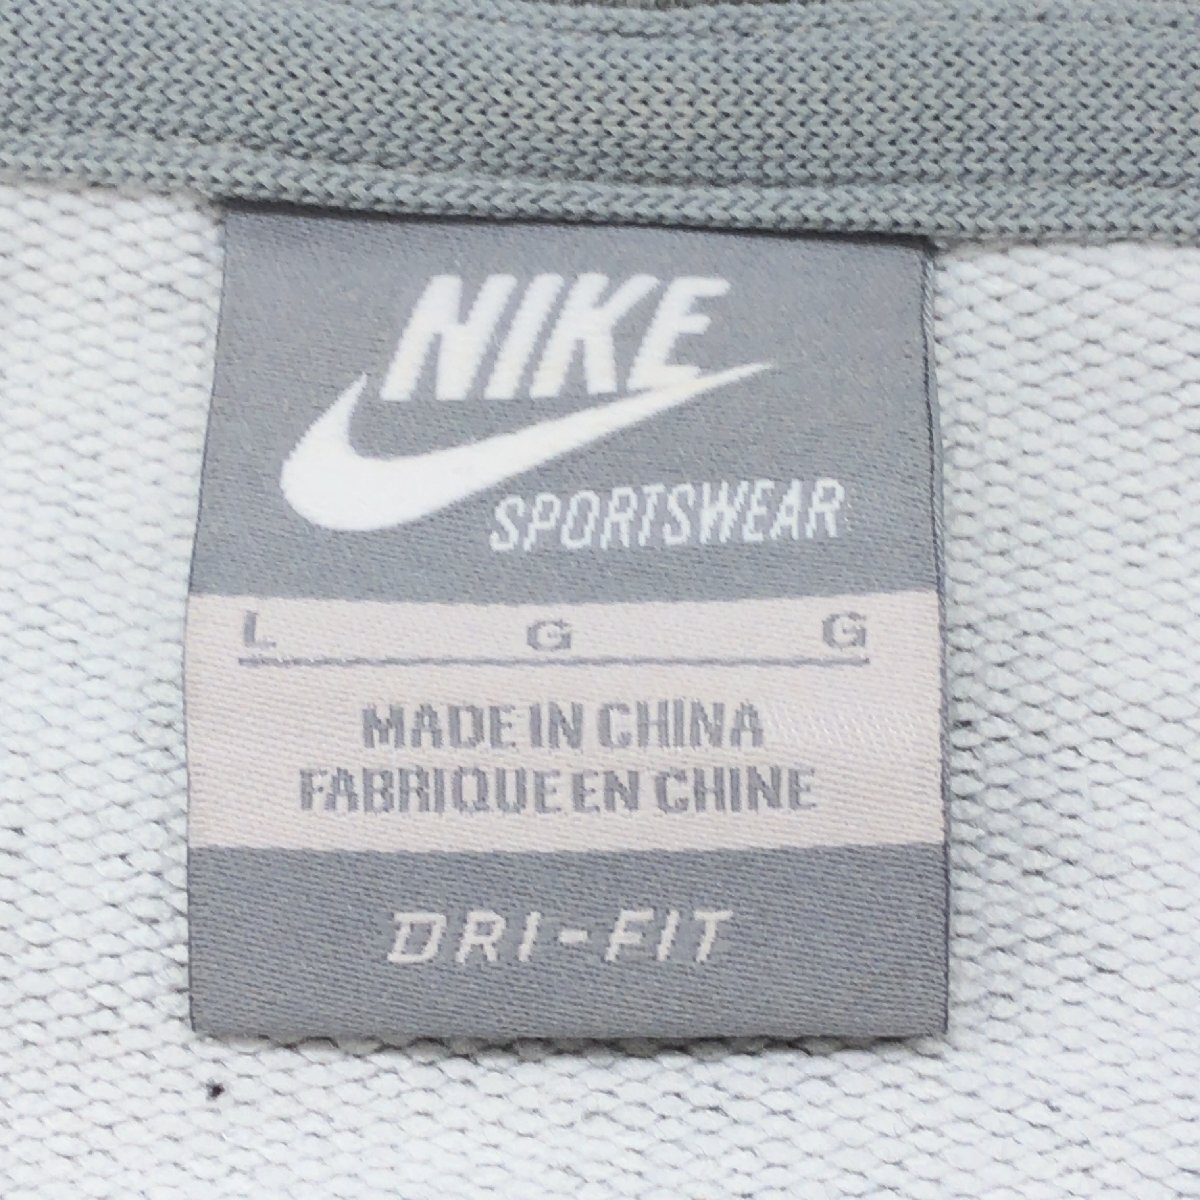 NIKE
SPORTSWEAR
L G G
MADE IN CHINA
FABRIQUE EN CHINE
DRI-FIT